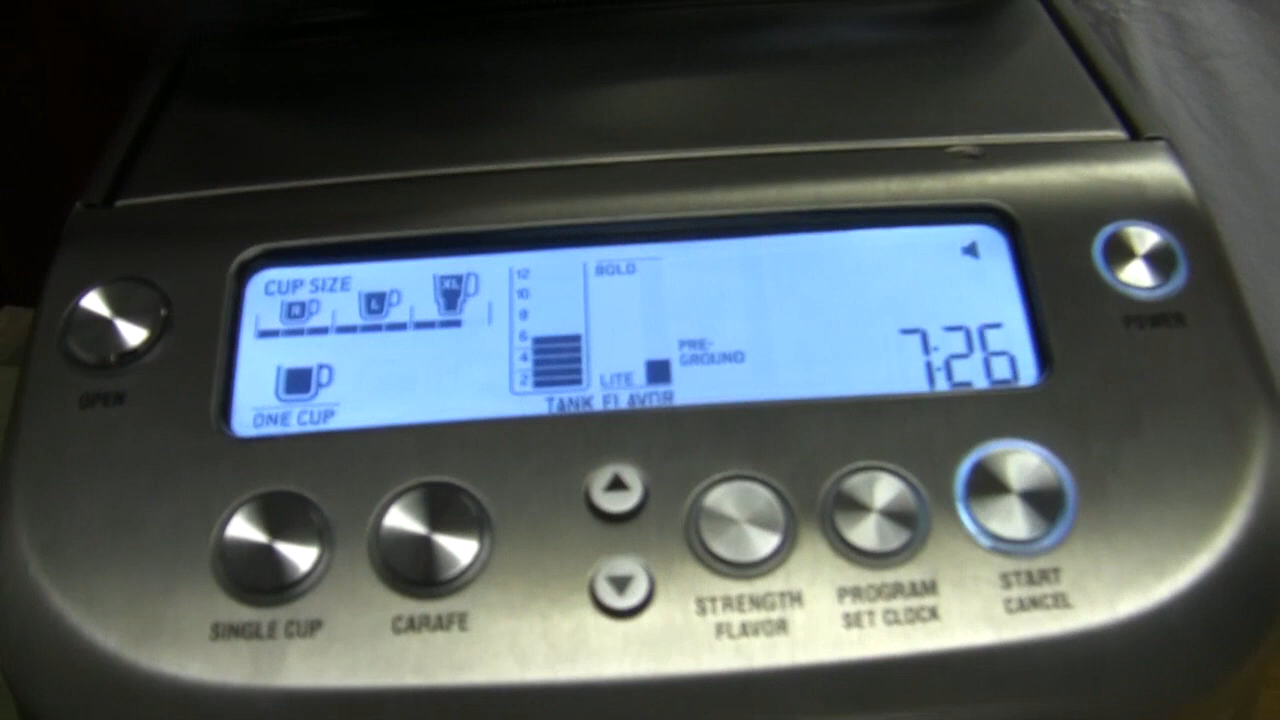 CUP SIZE
R L XL
ONE CUP
12
10
8
6
4
2
BOLD
LITE
PRE-
GROUND
TANK FLAVOR
7:26
OPEN
POWER
SINGLE CUP
CARAFE
STRENGTH
FLAVOR
PROGRAM
SET CLOCK
START
CANCEL